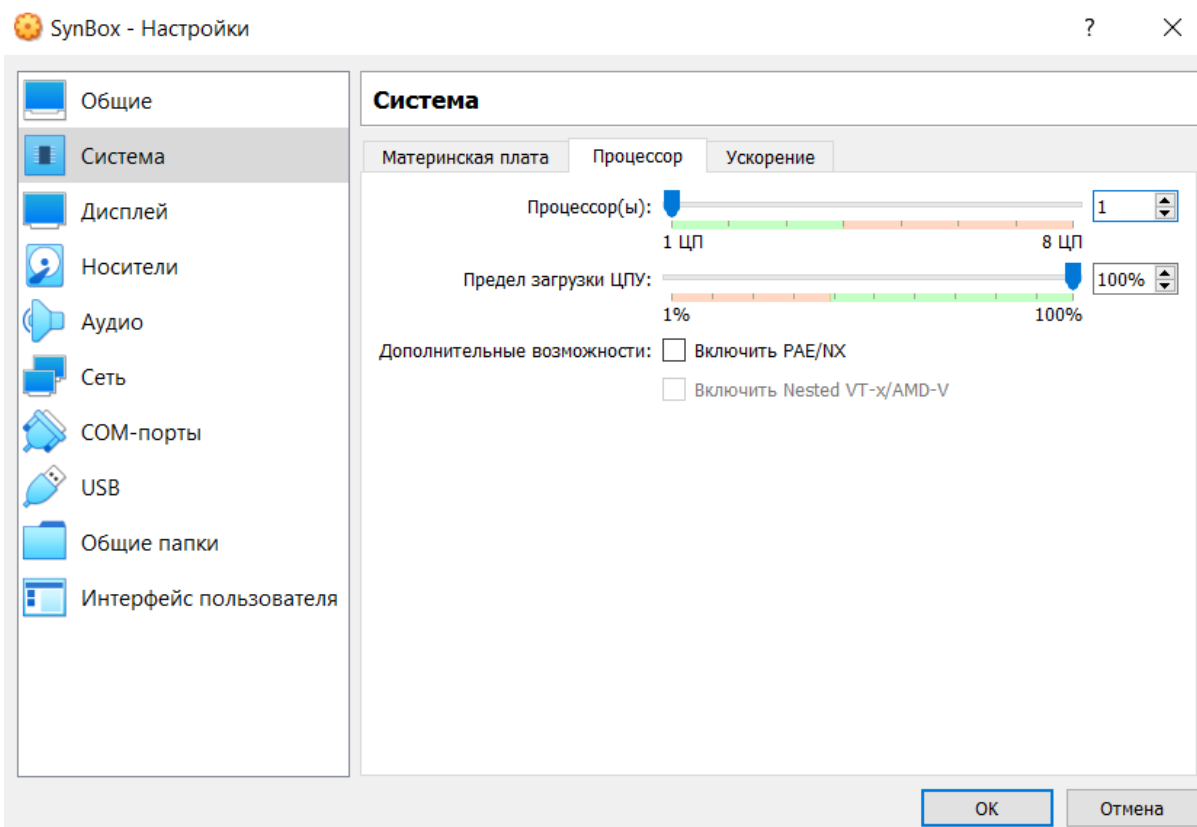 SynBox - Настройки
?
Общие
Система
Дисплей
Носители
Аудио
Сеть
COM-порты
USB
Общие папки
Интерфейс пользователя
Система
Материнская плата Процессор Ускорение
Процессор(ы): 1
1 ЦП 8 ЦП
Предел загрузки ЦПУ: 100%
1% 100%
Дополнительные возможности: Включить PAE/NX
Включить Nested VT-x/AMD-V
OK Отмена